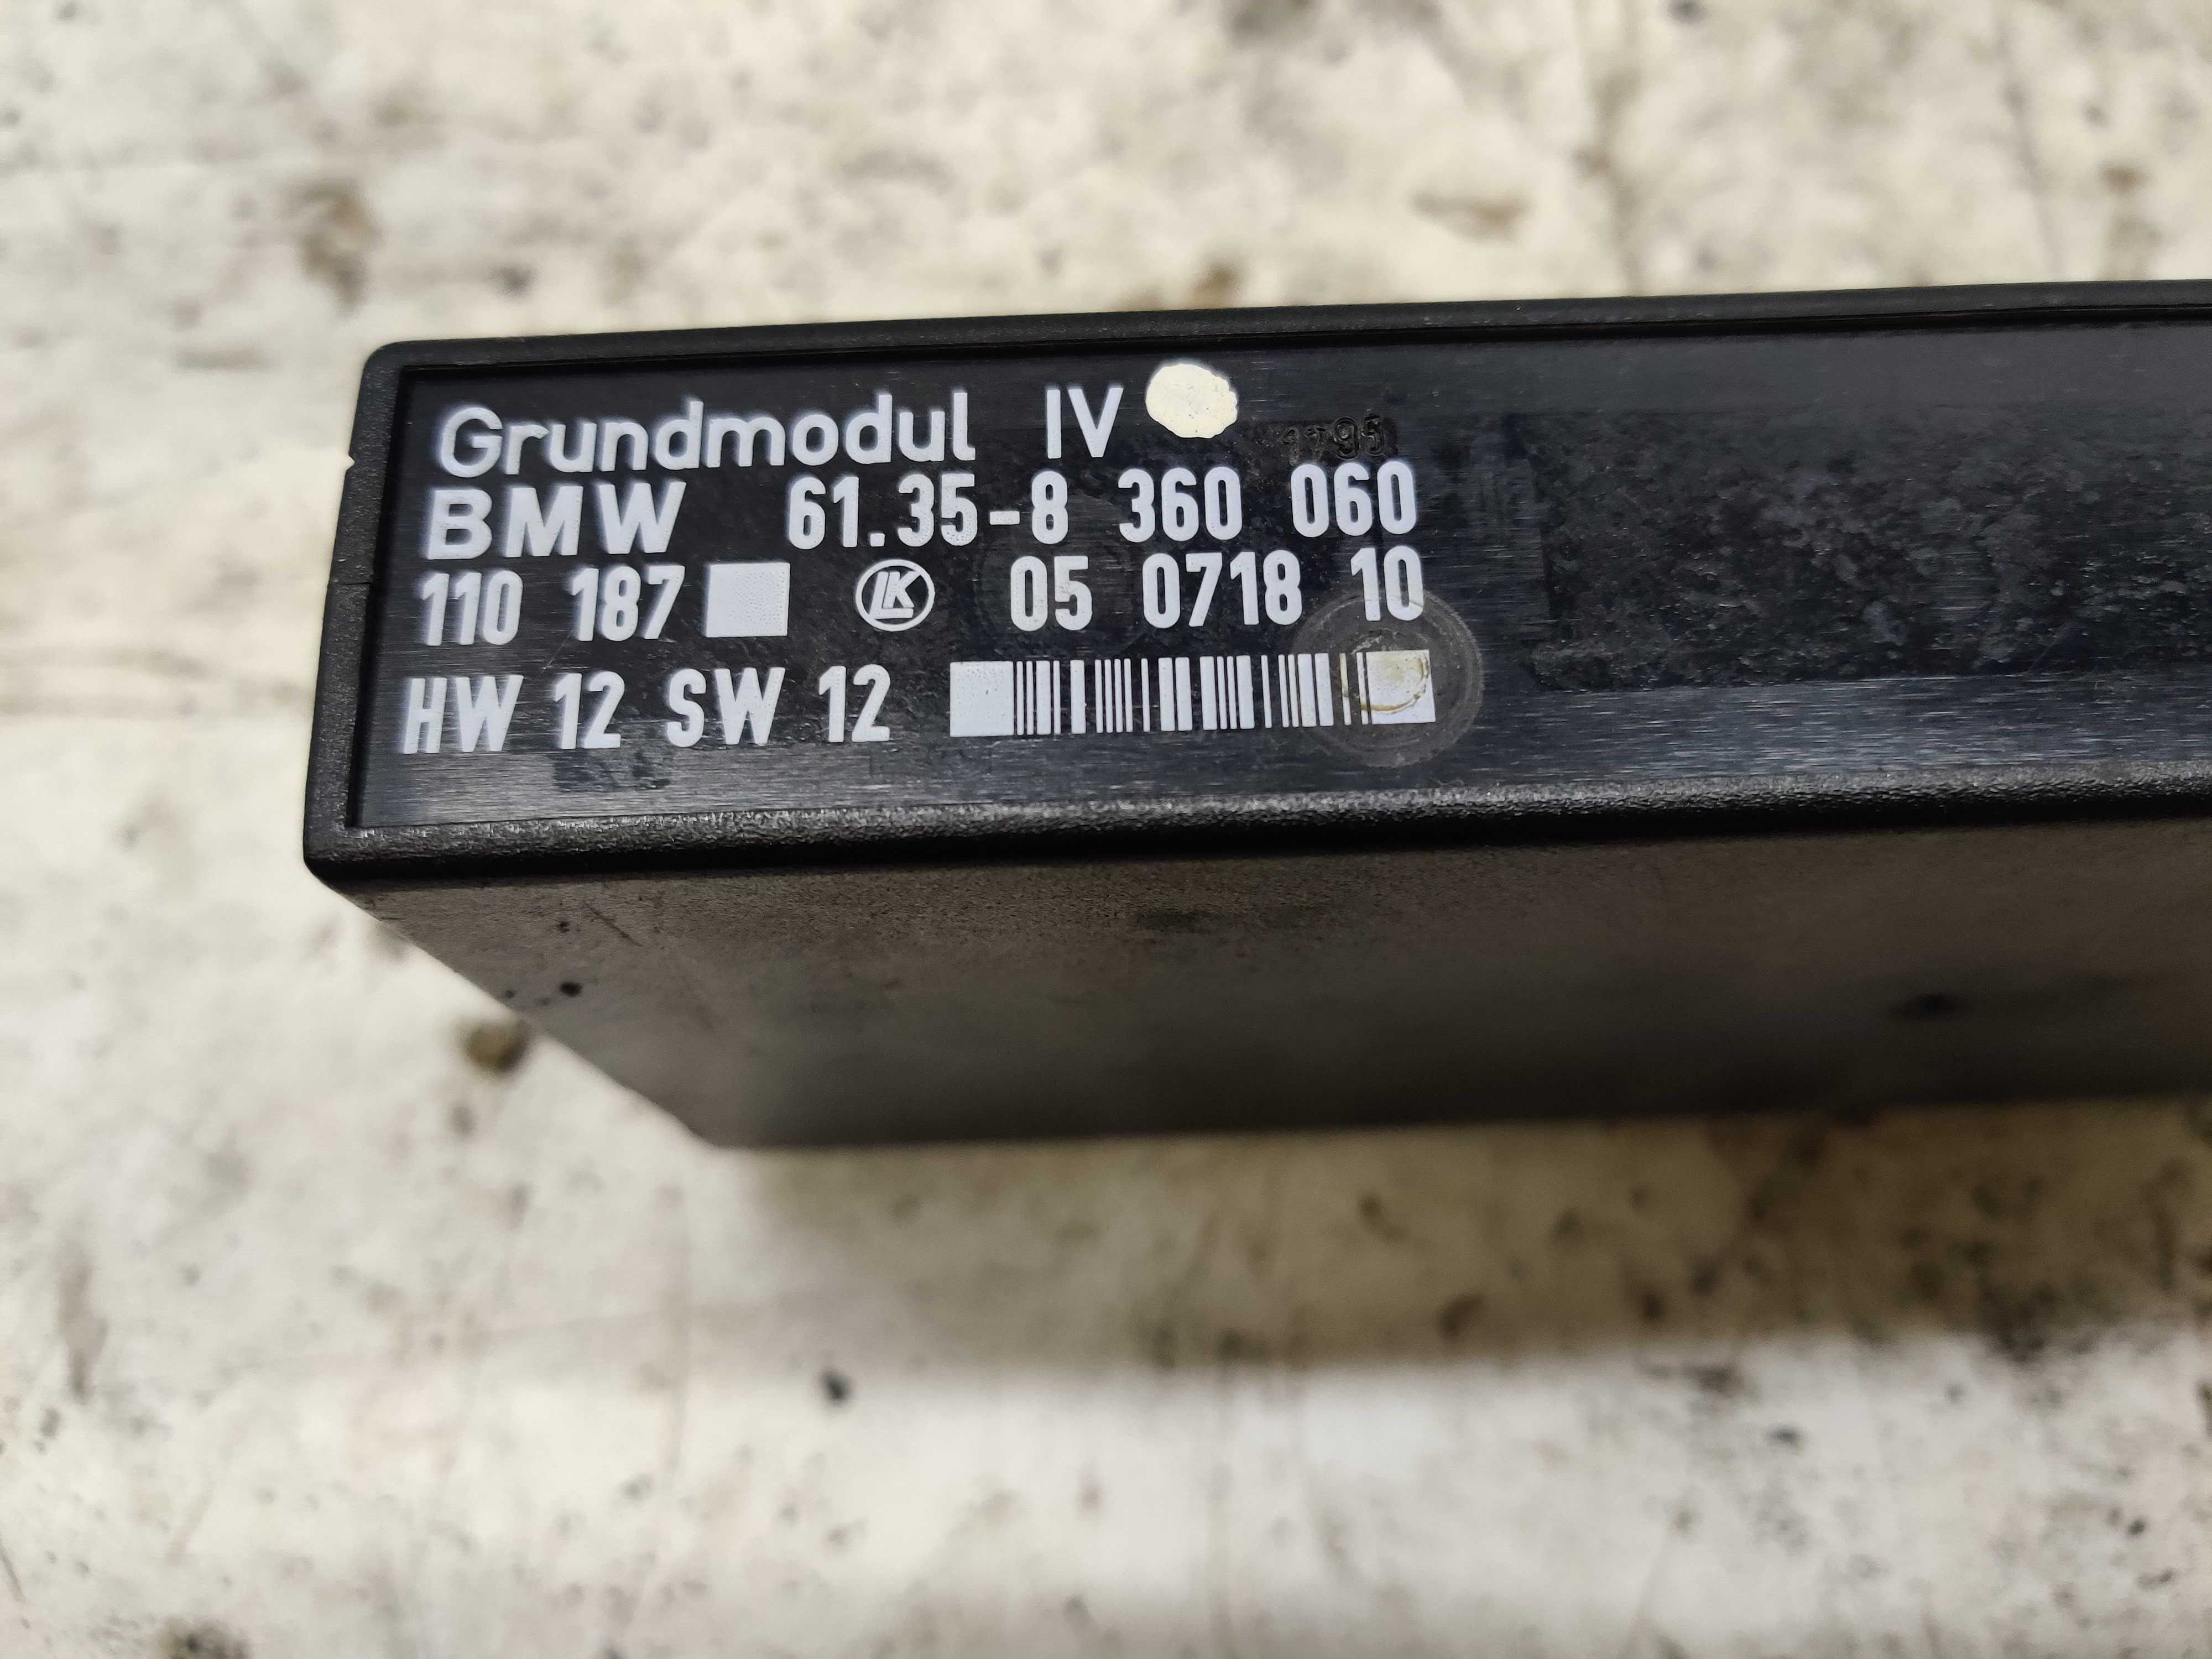 Grundmodul IV
BMW 61.35-8 360 060
110 187 LK 05 0718 10
HW 12 SW 12